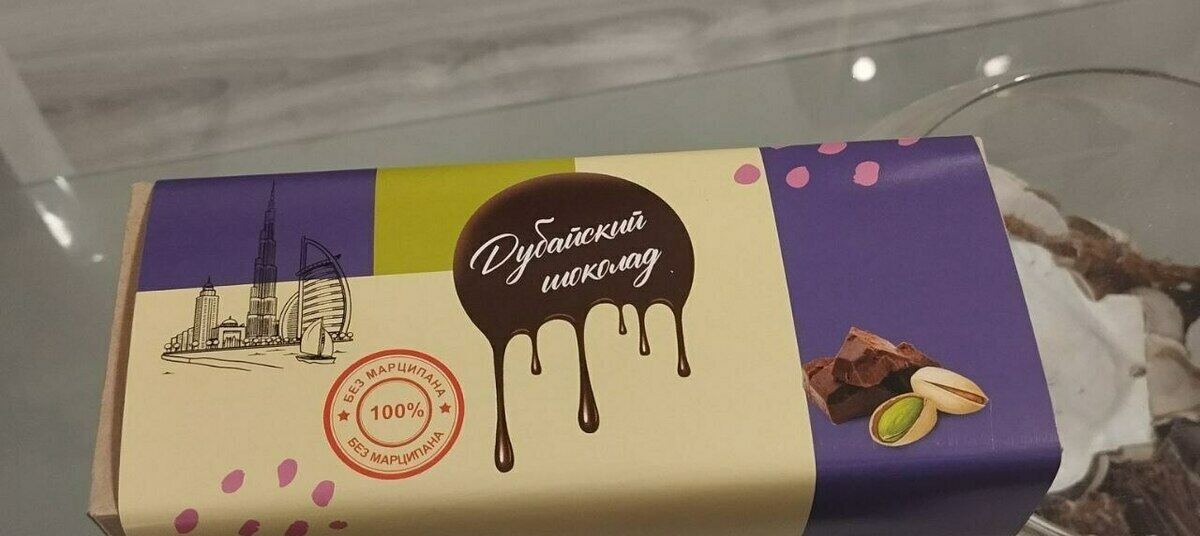 Дубайский
шоколад
БЕЗ МАРЦИПАНА
100%
БЕЗ МАРЦИПАНА